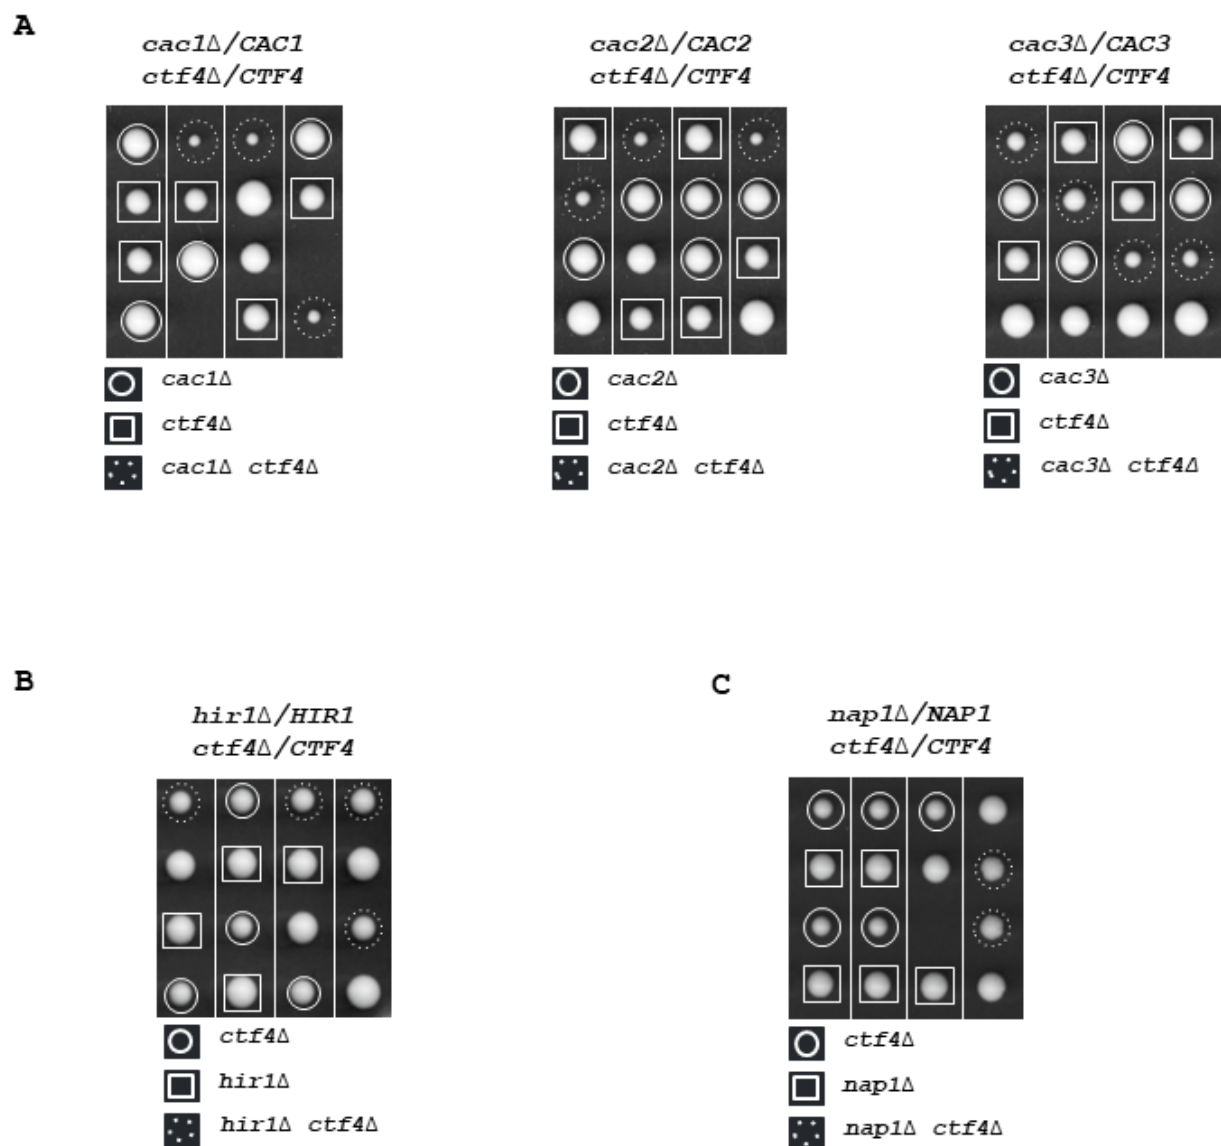 A
cac1Δ/CAC1
ctf4Δ/CTF4
cac2Δ/CAC2
ctf4Δ/CTF4
cac3Δ/CAC3
ctf4Δ/CTF4
cac1Δ
ctf4Δ
cac1Δ ctf4Δ
cac2Δ
ctf4Δ
cac2Δ ctf4Δ
cac3Δ
ctf4Δ
cac3Δ ctf4Δ
B
hir1Δ/HIR1
ctf4Δ/CTF4
ctf4Δ
hir1Δ
hir1Δ ctf4Δ
C
nap1Δ/NAP1
ctf4Δ/CTF4
ctf4Δ
nap1Δ
nap1Δ ctf4Δ